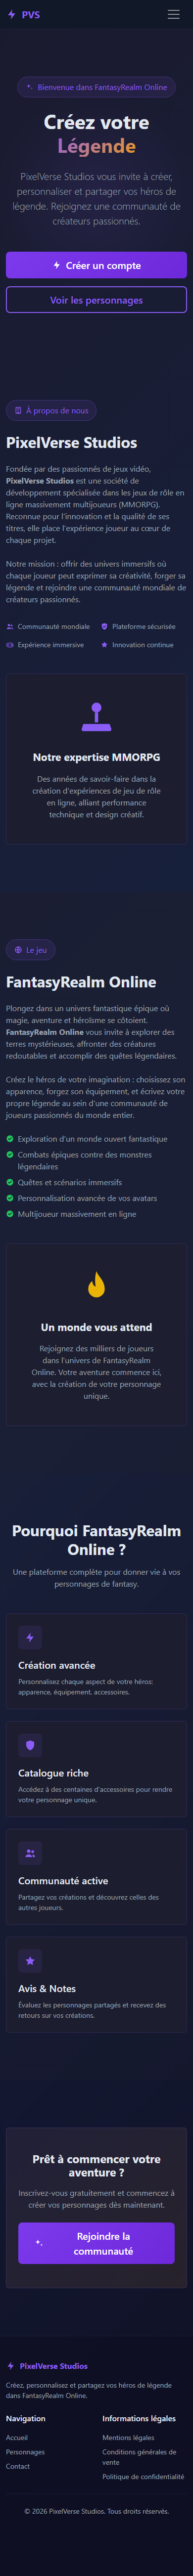 PVS
Bienvenue dans FantasyRealm Online
Créez votre
Légende
PixelVerse Studios vous invite à créer,
personnaliser et partager vos héros de
légende. Rejoignez une communauté de
créateurs passionnés.
Créer un compte
Voir les personnages
À propos de nous
PixelVerse Studios
Fondée par des passionnés de jeux vidéo,
PixelVerse Studios est une société de
développement spécialisée dans les jeux de rôle en
ligne massivement multijoueurs (MMORPG).
Reconnue pour l'innovation et la qualité de ses
titres, elle place l'expérience joueur au cœur de
chaque projet.
Notre mission : offrir des univers immersifs où
chaque joueur peut exprimer sa créativité, forger sa
légende et rejoindre une communauté mondiale de
créateurs passionnés.
Communauté mondiale
Plateforme sécurisée
Expérience immersive
Innovation continue
Notre expertise MMORPG
Des années de savoir-faire dans la
création d'expériences de jeu de rôle
en ligne, alliant performance
technique et design créatif.
Le jeu
FantasyRealm Online
Plongez dans un univers fantastique épique où
magie, aventure et héroïsme se côtoient.
FantasyRealm Online vous invite à explorer des
terres mystérieuses, affronter des créatures
redoutables et accomplir des quêtes légendaires.
Créez le héros de votre imagination : choisissez son
apparence, forgez son équipement, et écrivez votre
propre légende au sein d'une communauté de
joueurs passionnés du monde entier.
Exploration d'un monde ouvert fantastique
Combats épiques contre des monstres
légendaires
Quêtes et scénarios immersifs
Personnalisation avancée de vos avatars
Multijoueur massivement en ligne
Un monde vous attend
Rejoignez des milliers de joueurs
dans l'univers de FantasyRealm
Online. Votre aventure commence ici,
avec la création de votre personnage
unique.
Pourquoi FantasyRealm
Online ?
Une plateforme complète pour donner vie à vos
personnages de fantasy.
Création avancée
Personnalisez chaque aspect de votre héros:
apparence, équipement, accessoires.
Catalogue riche
Accédez à des centaines d'accessoires pour rendre
votre personnage unique.
Communauté active
Partagez vos créations et découvrez celles des
autres joueurs.
Avis & Notes
Évaluez les personnages partagés et recevez des
retours sur vos créations.
Prêt à commencer votre
aventure ?
Inscrivez-vous gratuitement et commencez à
créer vos personnages dès maintenant.
Rejoindre la
communauté
PixelVerse Studios
Créez, personnalisez et partagez vos héros de légende
dans FantasyRealm Online.
Navigation
Accueil
Personnages
Contact
Informations légales
Mentions légales
Conditions générales de
vente
Politique de confidentialité
© 2026 PixelVerse Studios. Tous droits réservés.